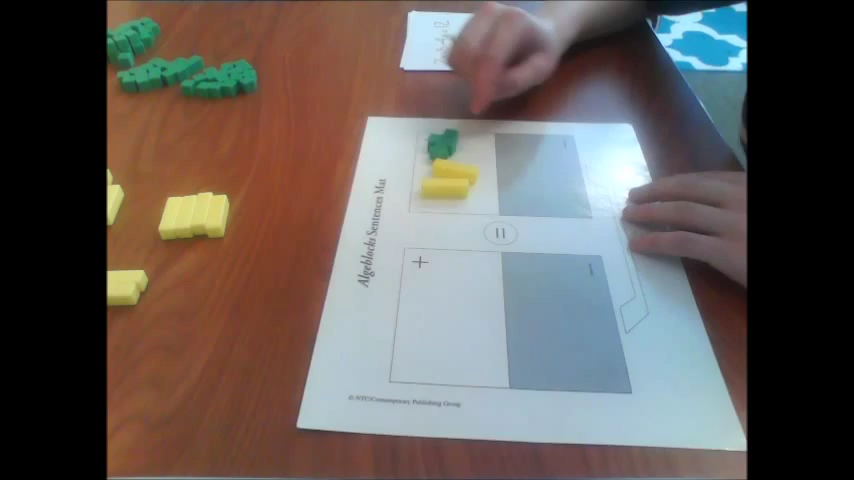 Algeblocks Sentences Mat
−
=
+
−
© NTC/Contemporary Publishing Group